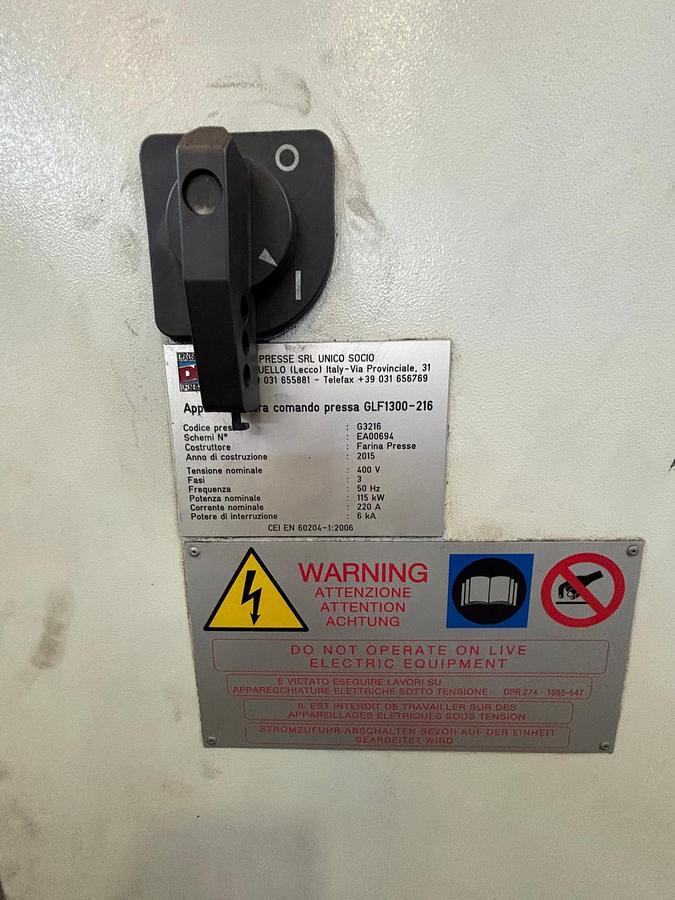 O
I
PRESSE SRL UNICO SOCIO
(Lecco) Italy-Via Provinciale, 31
031 655881 - Telefax +39 031 656769
comando pressa GLF1300-216
Codice : G3216
Schemi N° : EA00694
Costruttore : Farina Presse
Anno di costruzione : 2015
Tensione nominale : 400 V
Fasi : 3
Frequenza : 50 Hz
Potenza nominale : 115 kW
Corrente nominale : 220 A
Potere di interruzione : 6 kA
CEI EN 60204-1:2006
WARNING
ATTENZIONE
ATTENTION
ACHTUNG
DO NOT OPERATE ON LIVE
ELECTRIC EQUIPMENT
È VIETATO ESEGUIRE LAVORI SU
APPARECCHIATURE ELETTRICHE SOTTO TENSIONE DPR 274 - 1055-547
IL EST INTERDIT DE TRAVAILLER SUR DES
APPAREILLAGES ELETRIQUES SOUS TENSION
STROMZUFUHR ABSCHALTEN BEVOR AUF DER EINHEIT
GEARBEITET WIRD